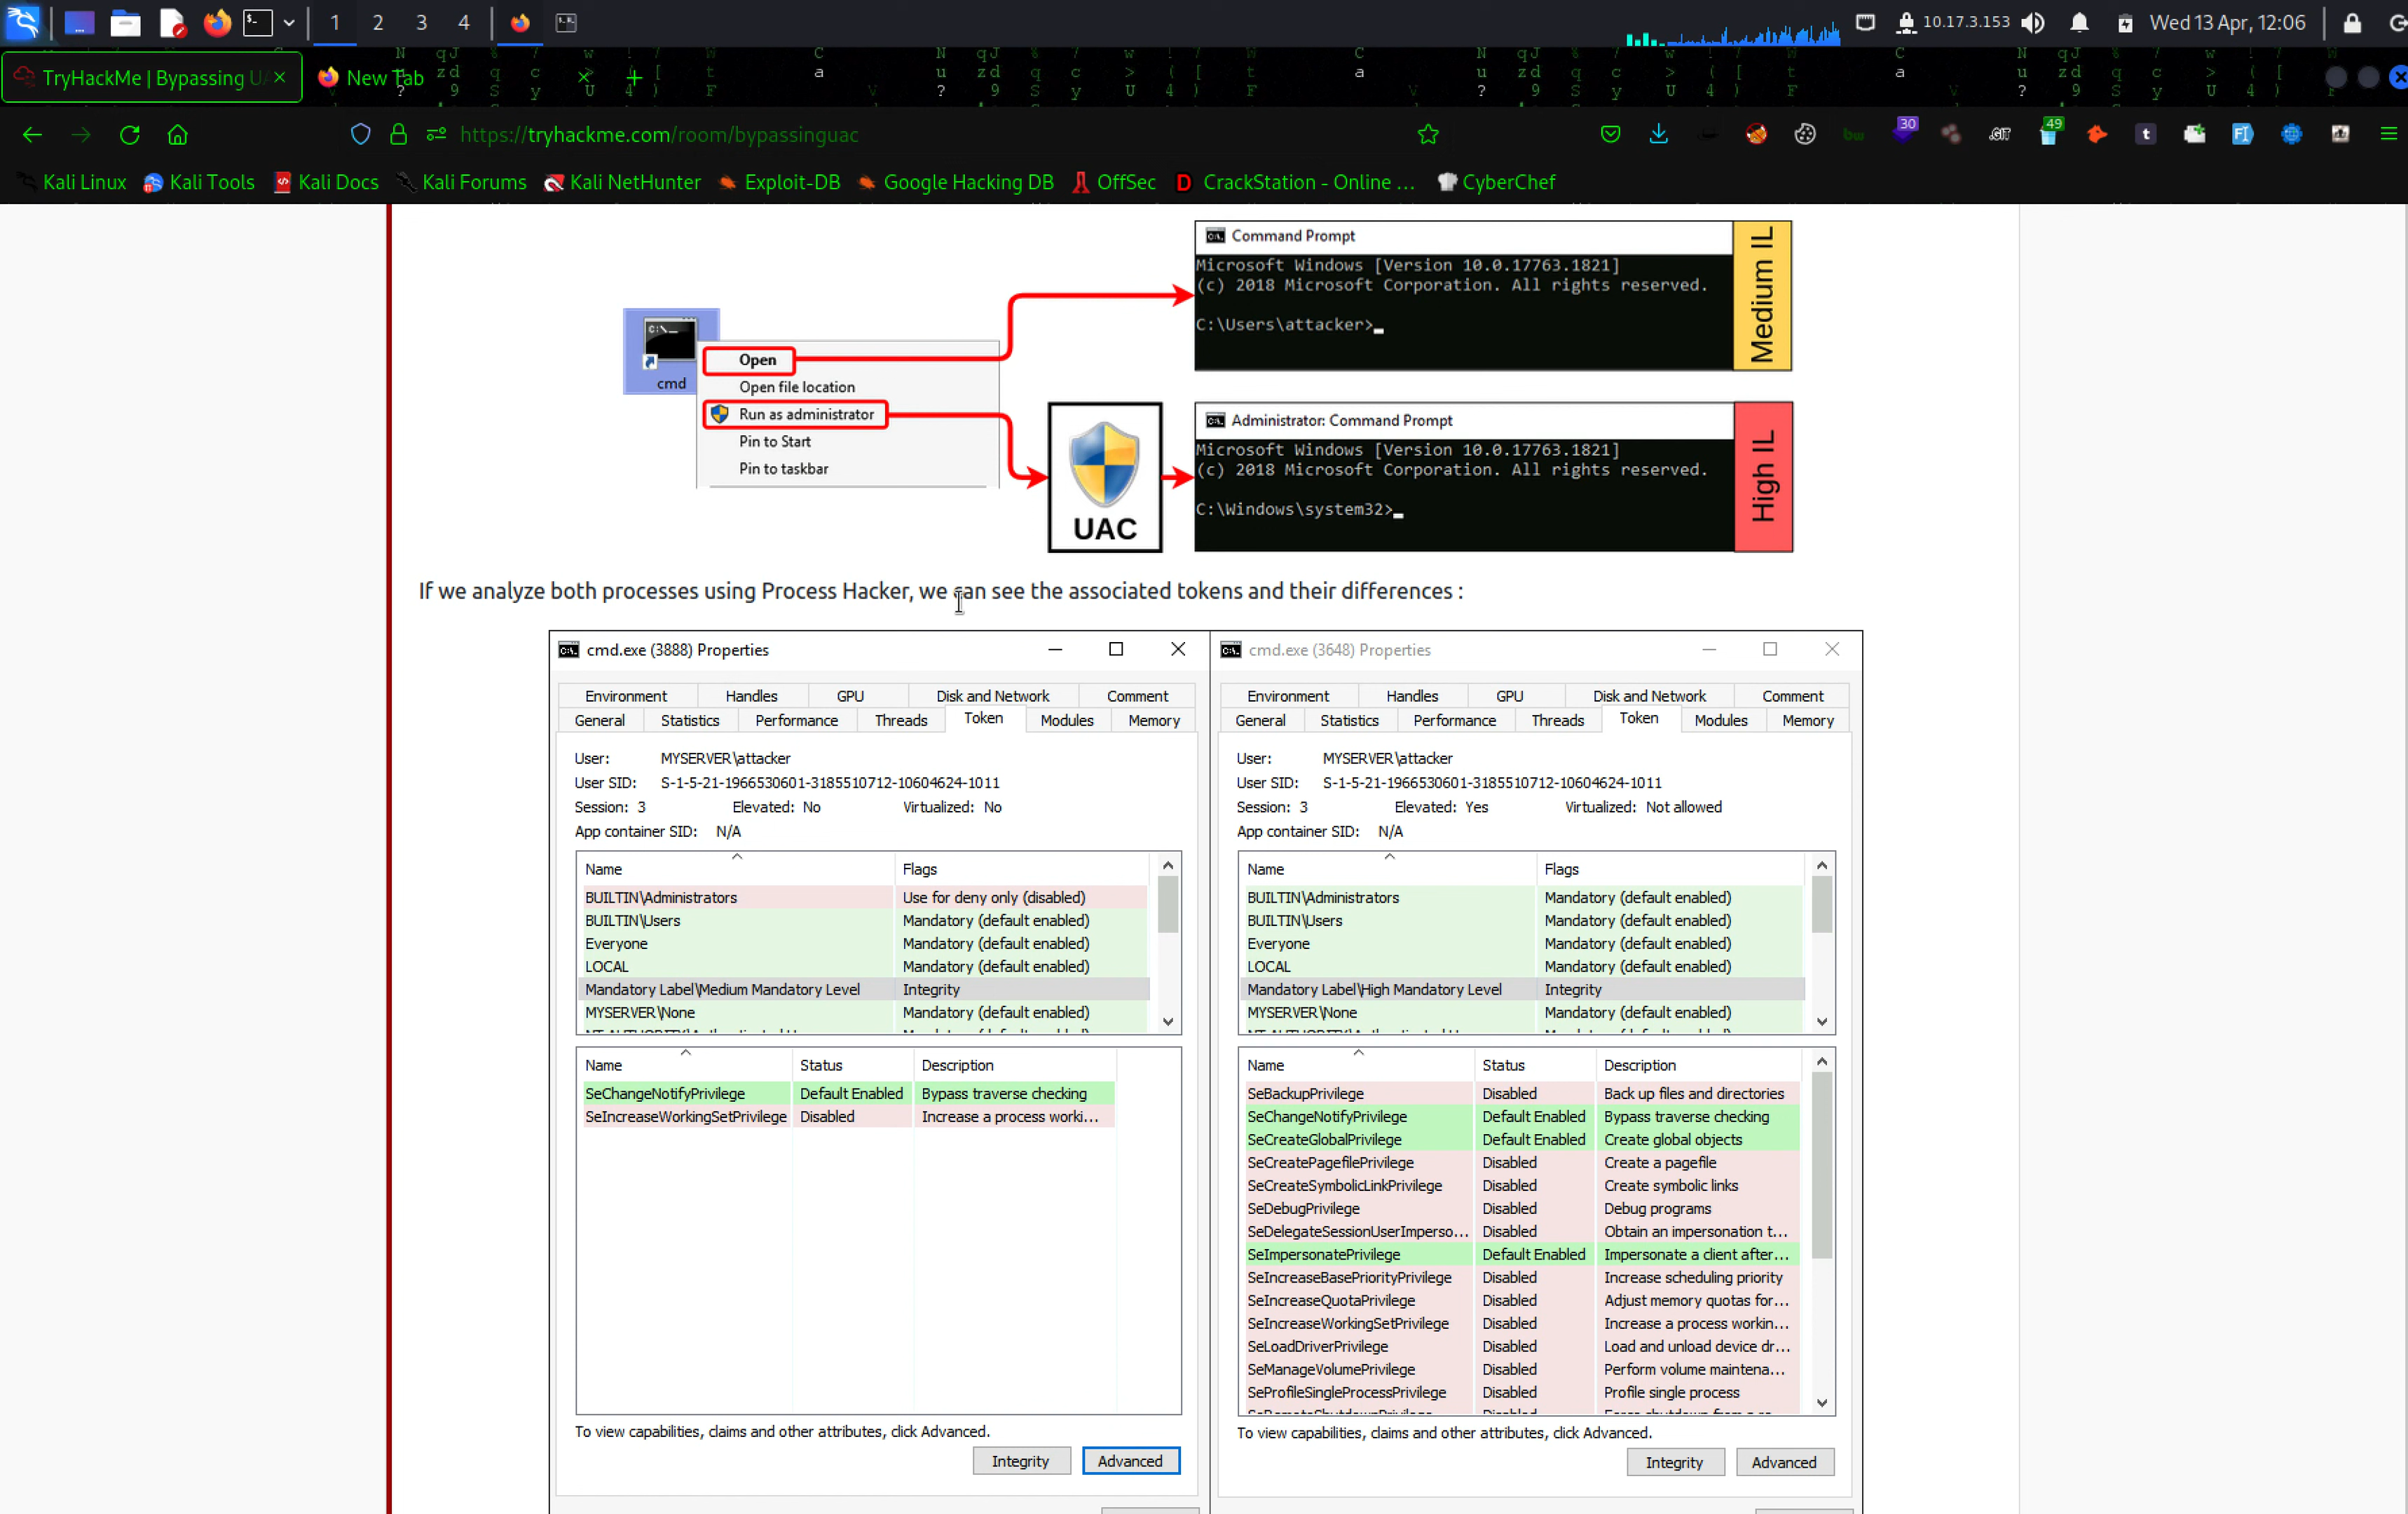 1 2 3 4 10.17.3.153 Wed 13 Apr, 12:06
TryHackMe | Bypassing UA New Tab
https://tryhackme.com/room/bypassinguac 30 .GIT 49
Kali Linux Kali Tools Kali Docs Kali Forums Kali NetHunter Exploit-DB Google Hacking DB OffSec CrackStation - Online ... CyberChef
Command Prompt
Microsoft Windows [Version 10.0.17763.1821]
(c) 2018 Microsoft Corporation. All rights reserved.
C:\Users\attacker>
Medium IL
cmd
Open
Open file location
Run as administrator
Pin to Start
Pin to taskbar
UAC
Administrator: Command Prompt
Microsoft Windows [Version 10.0.17763.1821]
(c) 2018 Microsoft Corporation. All rights reserved.
C:\Windows\system32>
High IL
If we analyze both processes using Process Hacker, we can see the associated tokens and their differences :
cmd.exe (3888) Properties
Environment Handles GPU Disk and Network Comment
General Statistics Performance Threads Token Modules Memory
User: MYSERVER\attacker
User SID: S-1-5-21-1966530601-3185510712-10604624-1011
Session: 3 Elevated: No Virtualized: No
App container SID: N/A
Name Flags
BUILTIN\Administrators Use for deny only (disabled)
BUILTIN\Users Mandatory (default enabled)
Everyone Mandatory (default enabled)
LOCAL Mandatory (default enabled)
Mandatory Label\Medium Mandatory Level Integrity
MYSERVER\None Mandatory (default enabled)
Name Status Description
SeChangeNotifyPrivilege Default Enabled Bypass traverse checking
SeIncreaseWorkingSetPrivilege Disabled Increase a process worki...
To view capabilities, claims and other attributes, click Advanced.
Integrity Advanced
cmd.exe (3648) Properties
Environment Handles GPU Disk and Network Comment
General Statistics Performance Threads Token Modules Memory
User: MYSERVER\attacker
User SID: S-1-5-21-1966530601-3185510712-10604624-1011
Session: 3 Elevated: Yes Virtualized: Not allowed
App container SID: N/A
Name Flags
BUILTIN\Administrators Mandatory (default enabled)
BUILTIN\Users Mandatory (default enabled)
Everyone Mandatory (default enabled)
LOCAL Mandatory (default enabled)
Mandatory Label\High Mandatory Level Integrity
MYSERVER\None Mandatory (default enabled)
Name Status Description
SeBackupPrivilege Disabled Back up files and directories
SeChangeNotifyPrivilege Default Enabled Bypass traverse checking
SeCreateGlobalPrivilege Default Enabled Create global objects
SeCreatePagefilePrivilege Disabled Create a pagefile
SeCreateSymbolicLinkPrivilege Disabled Create symbolic links
SeDebugPrivilege Disabled Debug programs
SeDelegateSessionUserImperso... Disabled Obtain an impersonation t...
SeImpersonatePrivilege Default Enabled Impersonate a client after...
SeIncreaseBasePriorityPrivilege Disabled Increase scheduling priority
SeIncreaseQuotaPrivilege Disabled Adjust memory quotas for...
SeIncreaseWorkingSetPrivilege Disabled Increase a process workin...
SeLoadDriverPrivilege Disabled Load and unload device dr...
SeManageVolumePrivilege Disabled Perform volume maintena...
SeProfileSingleProcessPrivilege Disabled Profile single process
To view capabilities, claims and other attributes, click Advanced.
Integrity Advanced